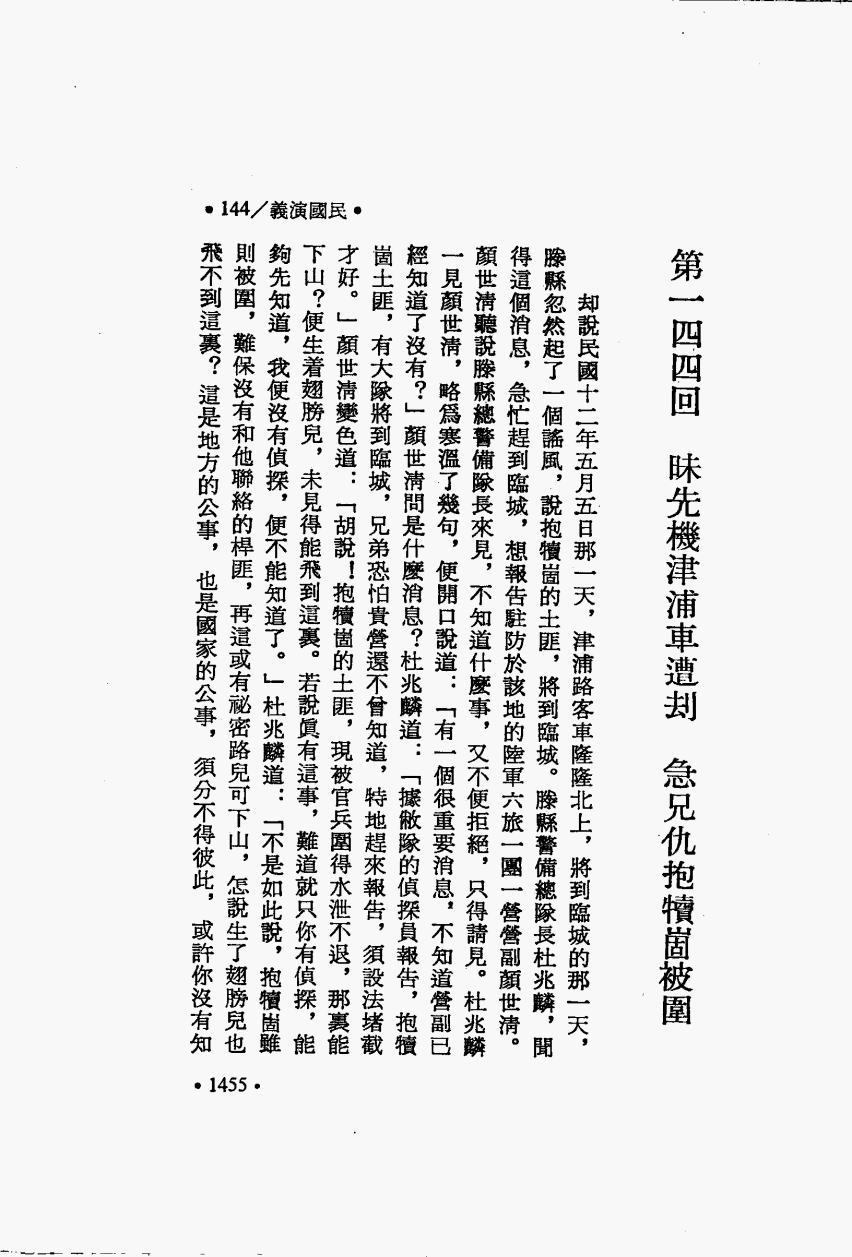 •144/義演國民•
第一四四回　昧先機津浦車遭刦　急兄仇抱犢崮被圍
却說民國十二年五月五日那一天，津浦路客車隆隆北上，將到臨城的那一天，
滕縣忽然起了一個謠風，說抱犢崮的土匪，將到臨城。滕縣警備總隊長杜兆麟，聞
得這個消息，急忙趕到臨城，想報告駐防於該地的陸軍六旅一團一營營副顏世清。
顏世清聽說滕縣總警備隊長來見，不知道什麼事，又不便拒絕，只得請見。杜兆麟
一見顏世清，略爲寒溫了幾句，便開口說道：「有一個很重要消息，不知道營副已
經知道了沒有？」顏世清問是什麼消息？杜兆麟道：「據敝隊的偵探員報告，抱犢
崮土匪，有大隊將到臨城，兄弟恐怕貴營還不曾知道，特地趕來報告，須設法堵截
才好。」顏世清變色道：「胡說！抱犢崮的土匪，現被官兵圍得水泄不退，那裏能
下山？便生着翅膀兒，未見得能飛到這裏。若說眞有這事，難道就只你有偵探，能
夠先知道，我便沒有偵探，便不能知道了。」杜兆麟道：「不是如此說，抱犢崮雖
則被圍，難保沒有和他聯絡的桿匪，再這或有祕密路兒可下山，怎說生了翅膀兒也
飛不到這裏？這是地方的公事，也是國家的公事，須分不得彼此，或許你沒有知
•1455•